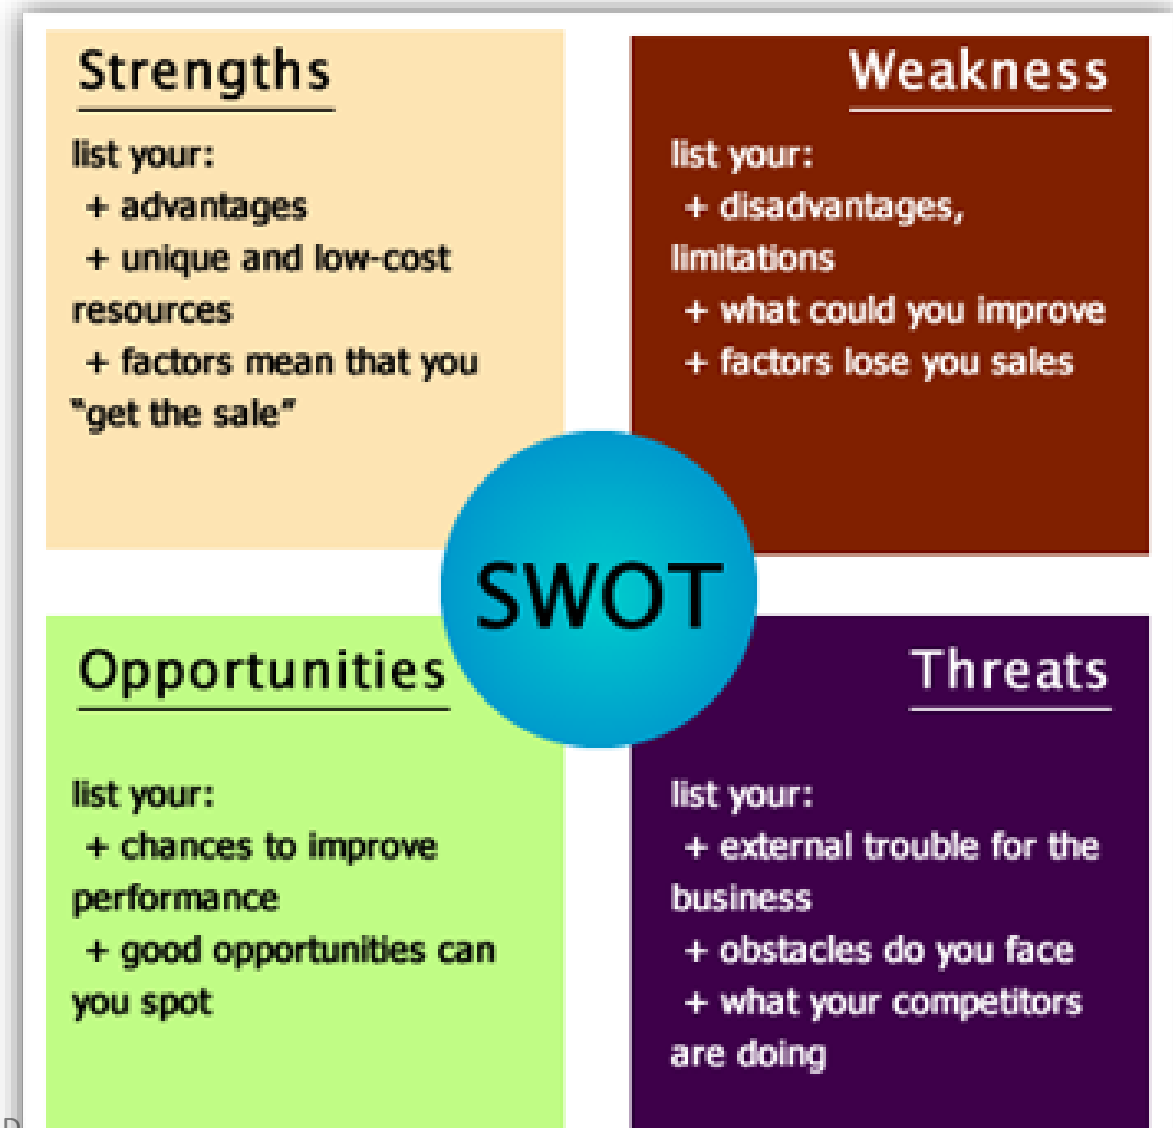 Strengths
list your:
+ advantages
+ unique and low-cost
resources
+ factors mean that you
“get the sale”
Weakness
list your:
+ disadvantages,
limitations
+ what could you improve
+ factors lose you sales
SWOT
Opportunities
list your:
+ chances to improve
performance
+ good opportunities can
you spot
Threats
list your:
+ external trouble for the
business
+ obstacles do you face
+ what your competitors
are doing
D